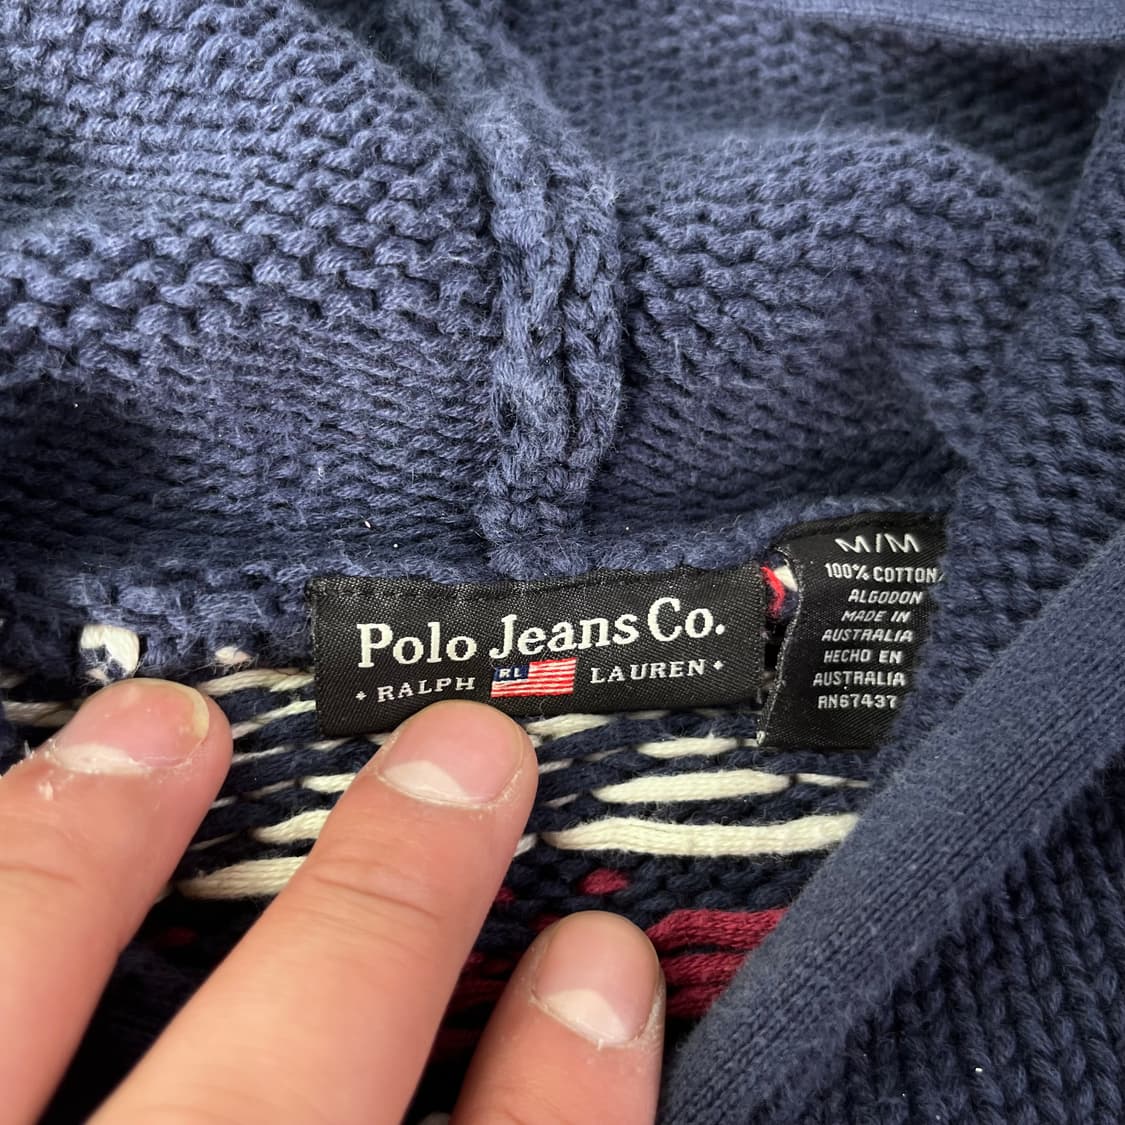 Polo Jeans Co.
RALPH RL LAUREN
M/M
100% COTTON/
ALGODON
MADE IN
AUSTRALIA
HECHO EN
AUSTRALIA
RN67437